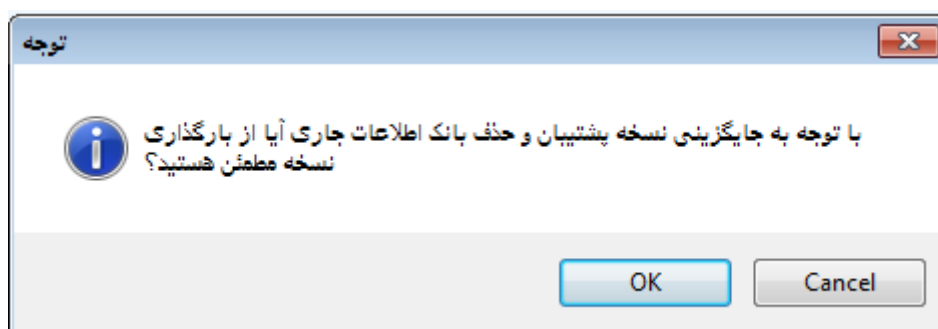 توجه
با توجه به جایگزینی نسخه پشتیبان و حذف بانک اطلاعات جاری آیا از بارگذاری
نسخه مطمئن هستید؟
OK
Cancel